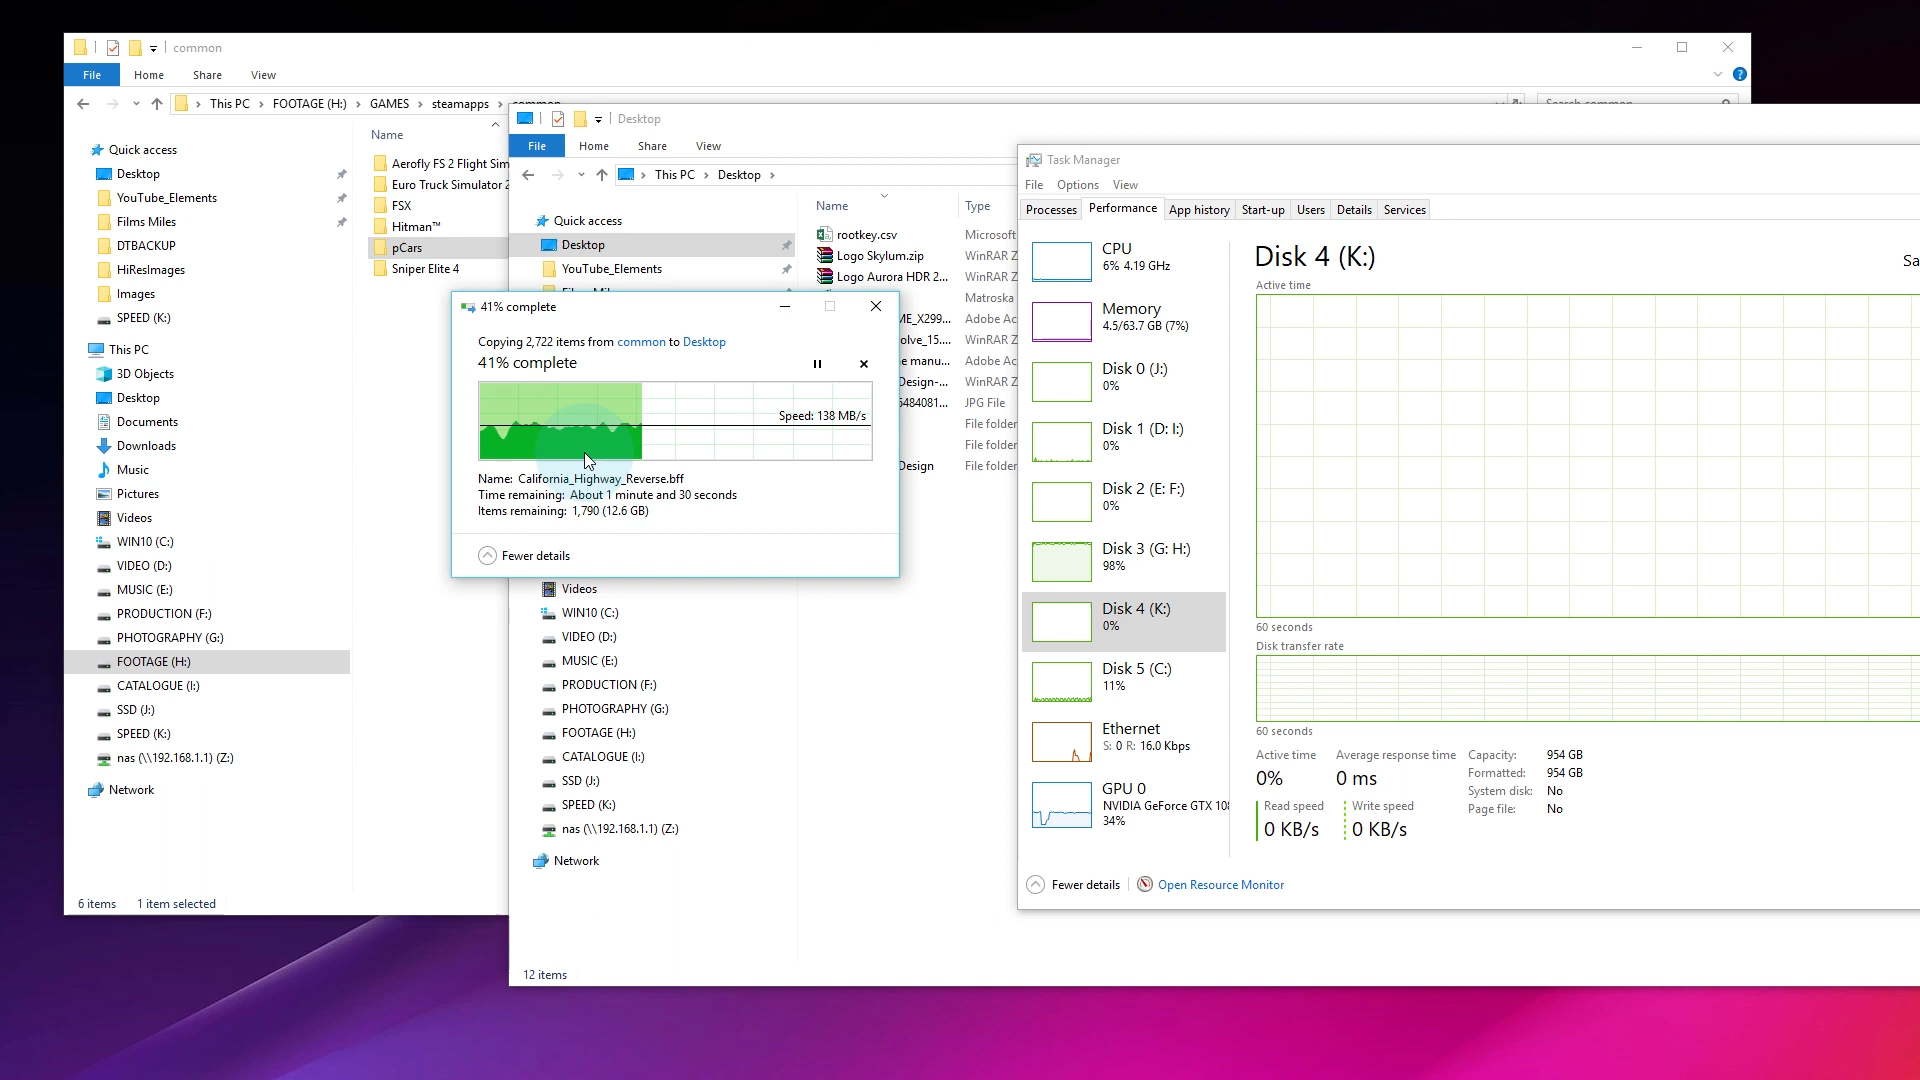 common
File Home Share View
This PC FOOTAGE (H:) GAMES steamapps common
Search common
Quick access
Desktop
YouTube_Elements
Films Miles
DTBACKUP
HiResImages
Images
SPEED (K:)
This PC
3D Objects
Desktop
Documents
Downloads
Music
Pictures
Videos
WIN10 (C:)
VIDEO (D:)
MUSIC (E:)
PRODUCTION (F:)
PHOTOGRAPHY (G:)
FOOTAGE (H:)
CATALOGUE (I:)
SSD (J:)
SPEED (K:)
nas (\\192.168.1.1) (Z:)
Network
6 items 1 item selected
Name
Aerofly FS 2 Flight Sim
Euro Truck Simulator 2
FSX
Hitman™
pCars
Sniper Elite 4
Desktop
File Home Share View
This PC Desktop
Quick access
Desktop
YouTube_Elements
Videos
WIN10 (C:)
VIDEO (D:)
MUSIC (E:)
PRODUCTION (F:)
PHOTOGRAPHY (G:)
FOOTAGE (H:)
CATALOGUE (I:)
SSD (J:)
SPEED (K:)
nas (\\192.168.1.1) (Z:)
Network
12 items
Name Type
rootkey.csv Microsoft
Logo Skylum.zip WinRAR Z
Logo Aurora HDR 2... WinRAR Z
Matroska
ME_X299... Adobe Ac
olve_15.... WinRAR Z
e manu... Adobe Ac
Design-... WinRAR Z
5484081... JPG File
File folder
File folder
Design File folder
41% complete
Copying 2,722 items from common to Desktop
41% complete
Speed: 138 MB/s
Name: California_Highway_Reverse.bff
Time remaining: About 1 minute and 30 seconds
Items remaining: 1,790 (12.6 GB)
Fewer details
Task Manager
File Options View
Processes Performance App history Start-up Users Details Services
CPU
6% 4.19 GHz
Memory
4.5/63.7 GB (7%)
Disk 0 (J:)
0%
Disk 1 (D: I:)
0%
Disk 2 (E: F:)
0%
Disk 3 (G: H:)
98%
Disk 4 (K:)
0%
Disk 5 (C:)
11%
Ethernet
S: 0 R: 16.0 Kbps
GPU 0
NVIDIA GeForce GTX 108
34%
Disk 4 (K:)
Sa
Active time
60 seconds
Disk transfer rate
60 seconds
Active time Average response time
0% 0 ms
Read speed Write speed
0 KB/s 0 KB/s
Capacity: 954 GB
Formatted: 954 GB
System disk: No
Page file: No
Fewer details Open Resource Monitor